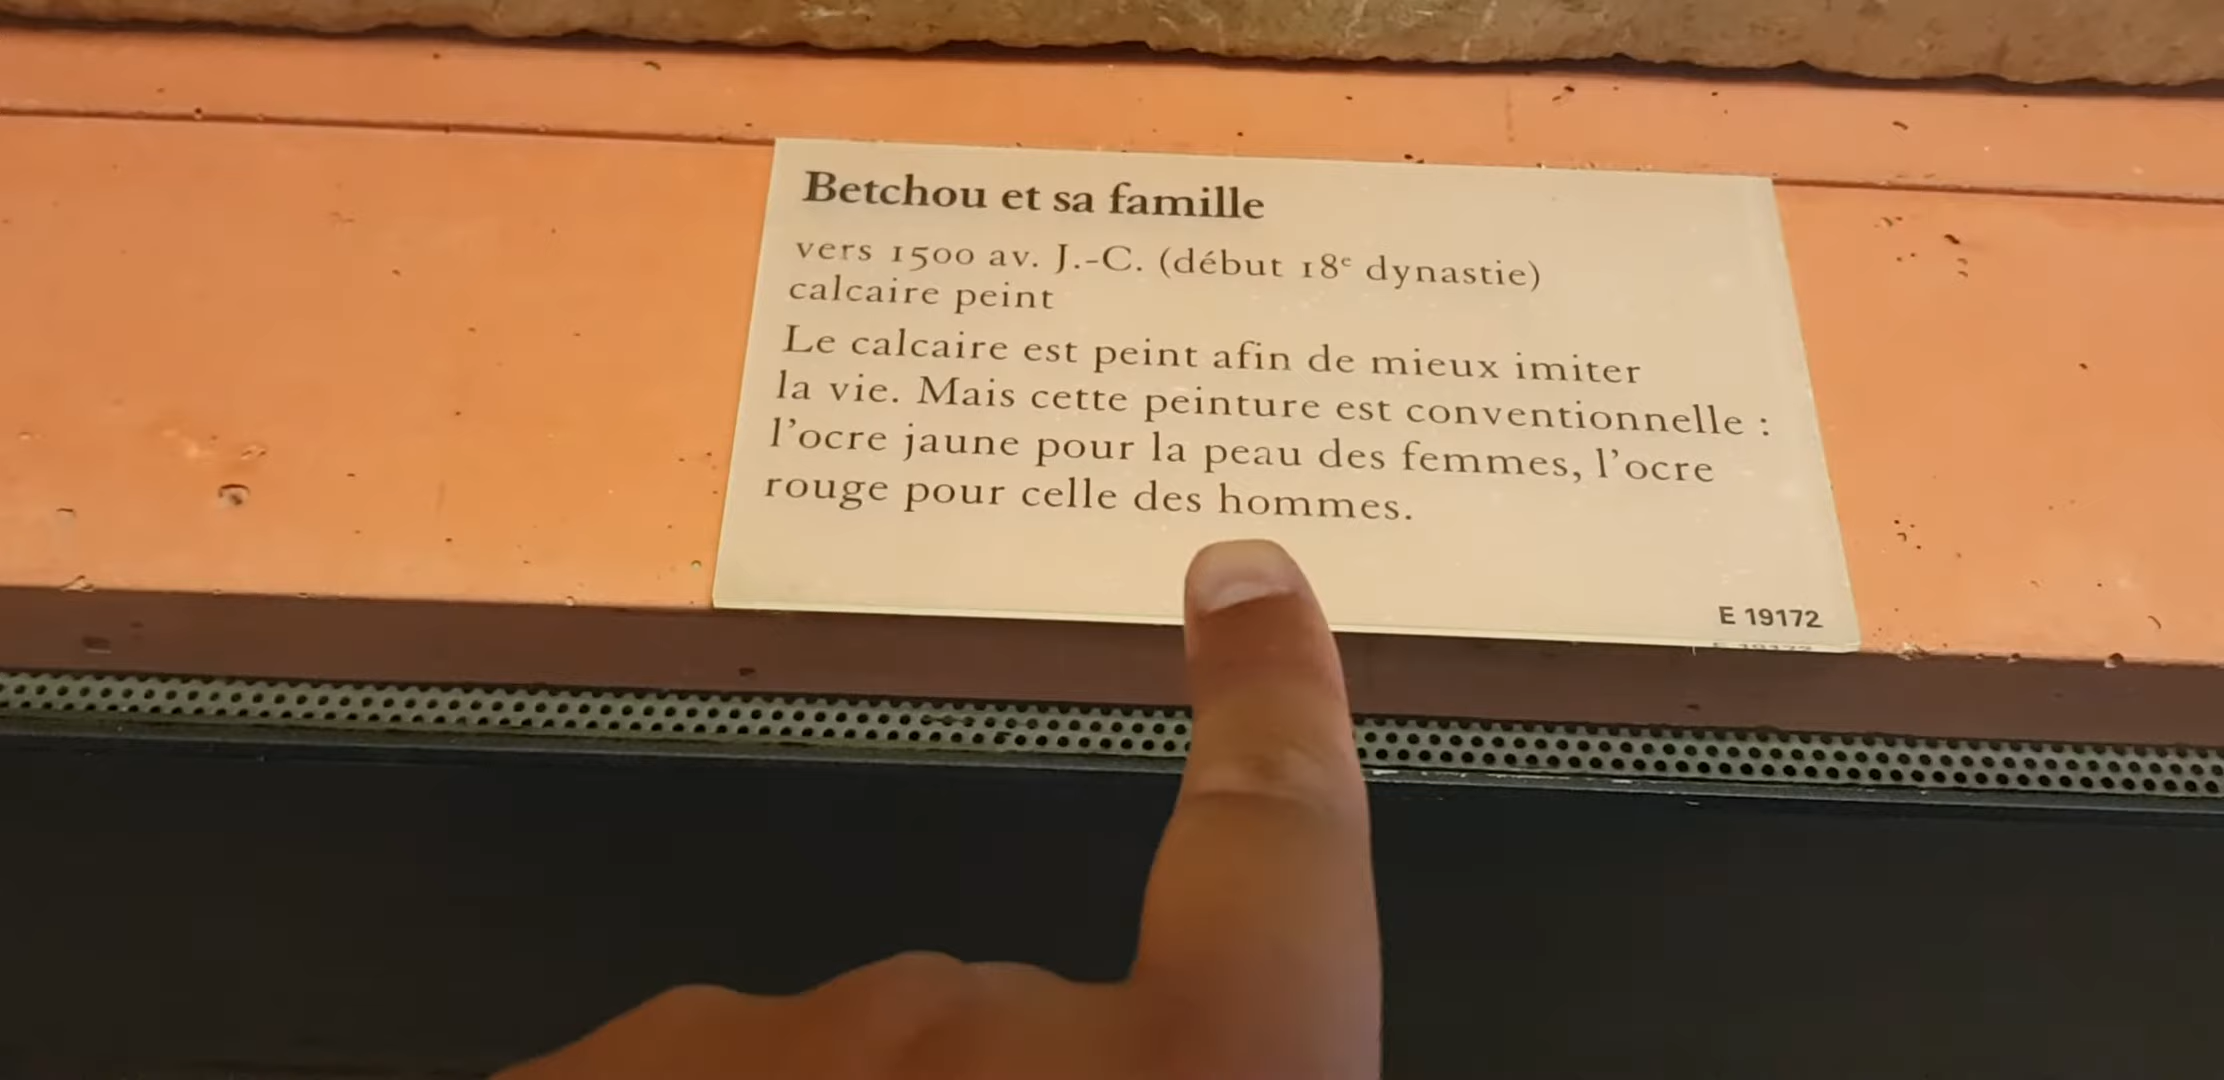 Betchou et sa famille
vers 1500 av. J.-C. (début 18e dynastie)
calcaire peint
Le calcaire est peint afin de mieux imiter
la vie. Mais cette peinture est conventionnelle :
l'ocre jaune pour la peau des femmes, l'ocre
rouge pour celle des hommes.
E 19172